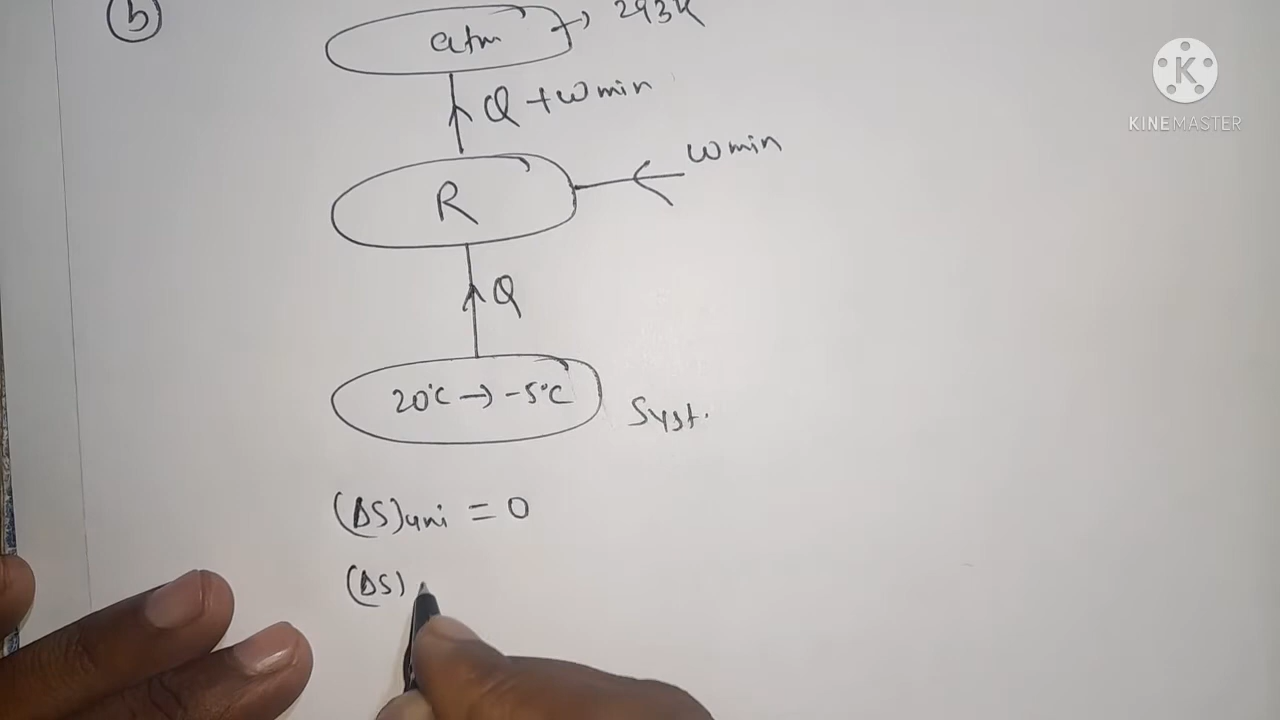 b
atm → 293K
Q + Wmin
Wmin
R
Q
20°C → -5°C
Syst.
(ΔS)uni = 0
(ΔS)
K
KINEMASTER